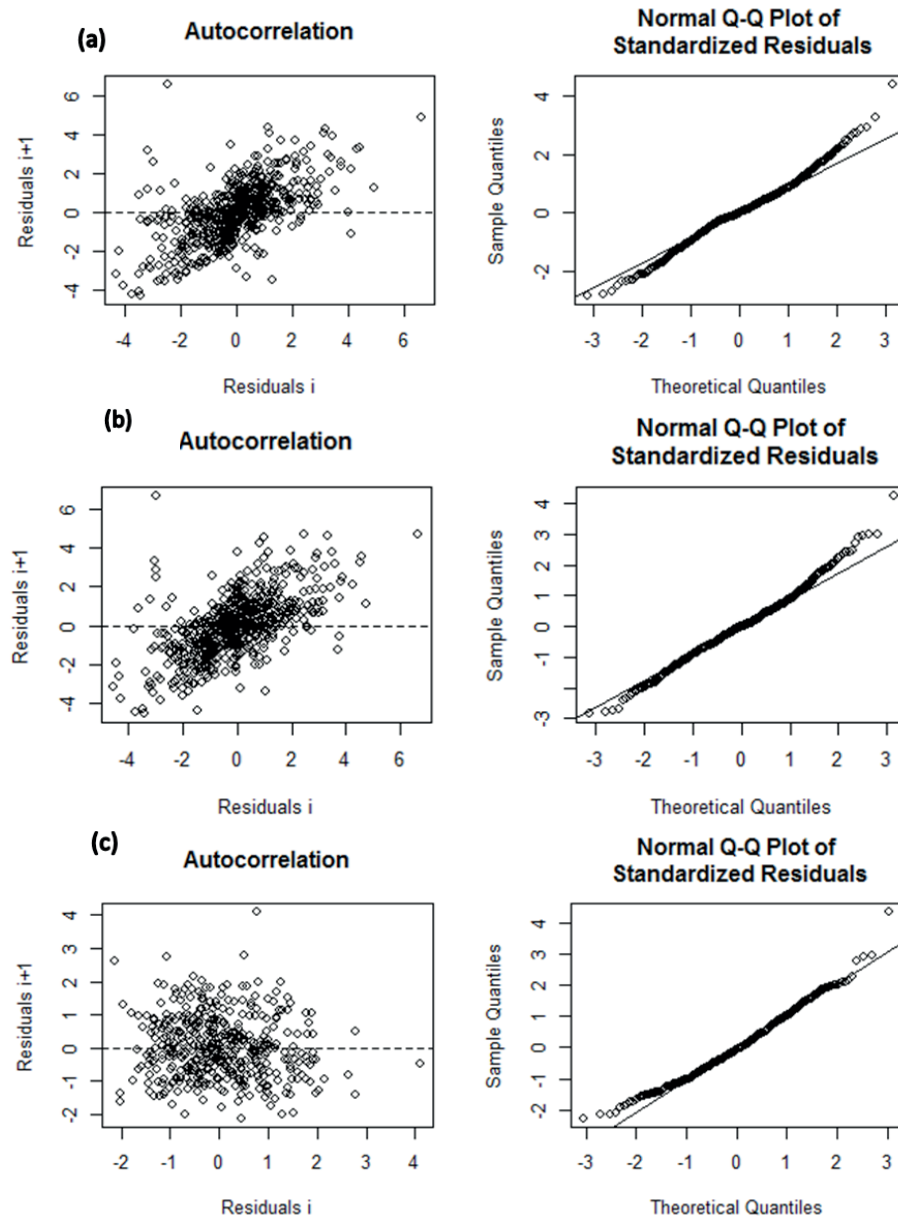 (a)
Autocorrelation
Residuals i+1
6
4
2
0
-2
-4
-4 -2 0 2 4 6
Residuals i
Normal Q-Q Plot of
Standardized Residuals
Sample Quantiles
4
2
0
-2
-3 -2 -1 0 1 2 3
Theoretical Quantiles
(b)
Autocorrelation
Residuals i+1
6
4
2
0
-2
-4
-4 -2 0 2 4 6
Residuals i
Normal Q-Q Plot of
Standardized Residuals
Sample Quantiles
4
3
2
1
0
-1
-3
-3 -2 -1 0 1 2 3
Theoretical Quantiles
(c)
Autocorrelation
Residuals i+1
4
3
2
1
0
-1
-2
-2 -1 0 1 2 3 4
Residuals i
Normal Q-Q Plot of
Standardized Residuals
Sample Quantiles
4
3
2
1
0
-1
-2
-3 -2 -1 0 1 2 3
Theoretical Quantiles